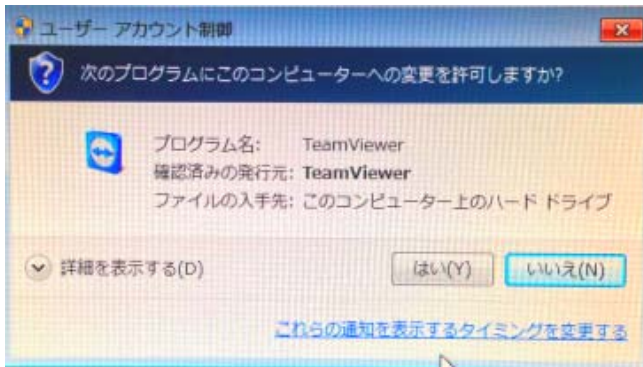 ユーザー アカウント制御
次のプログラムにこのコンピューターへの変更を許可しますか?
プログラム名: TeamViewer
確認済みの発行元: TeamViewer
ファイルの入手先: このコンピューター上のハード ドライブ
詳細を表示する(D)
はい(Y)
いいえ(N)
これらの通知を表示するタイミングを変更する